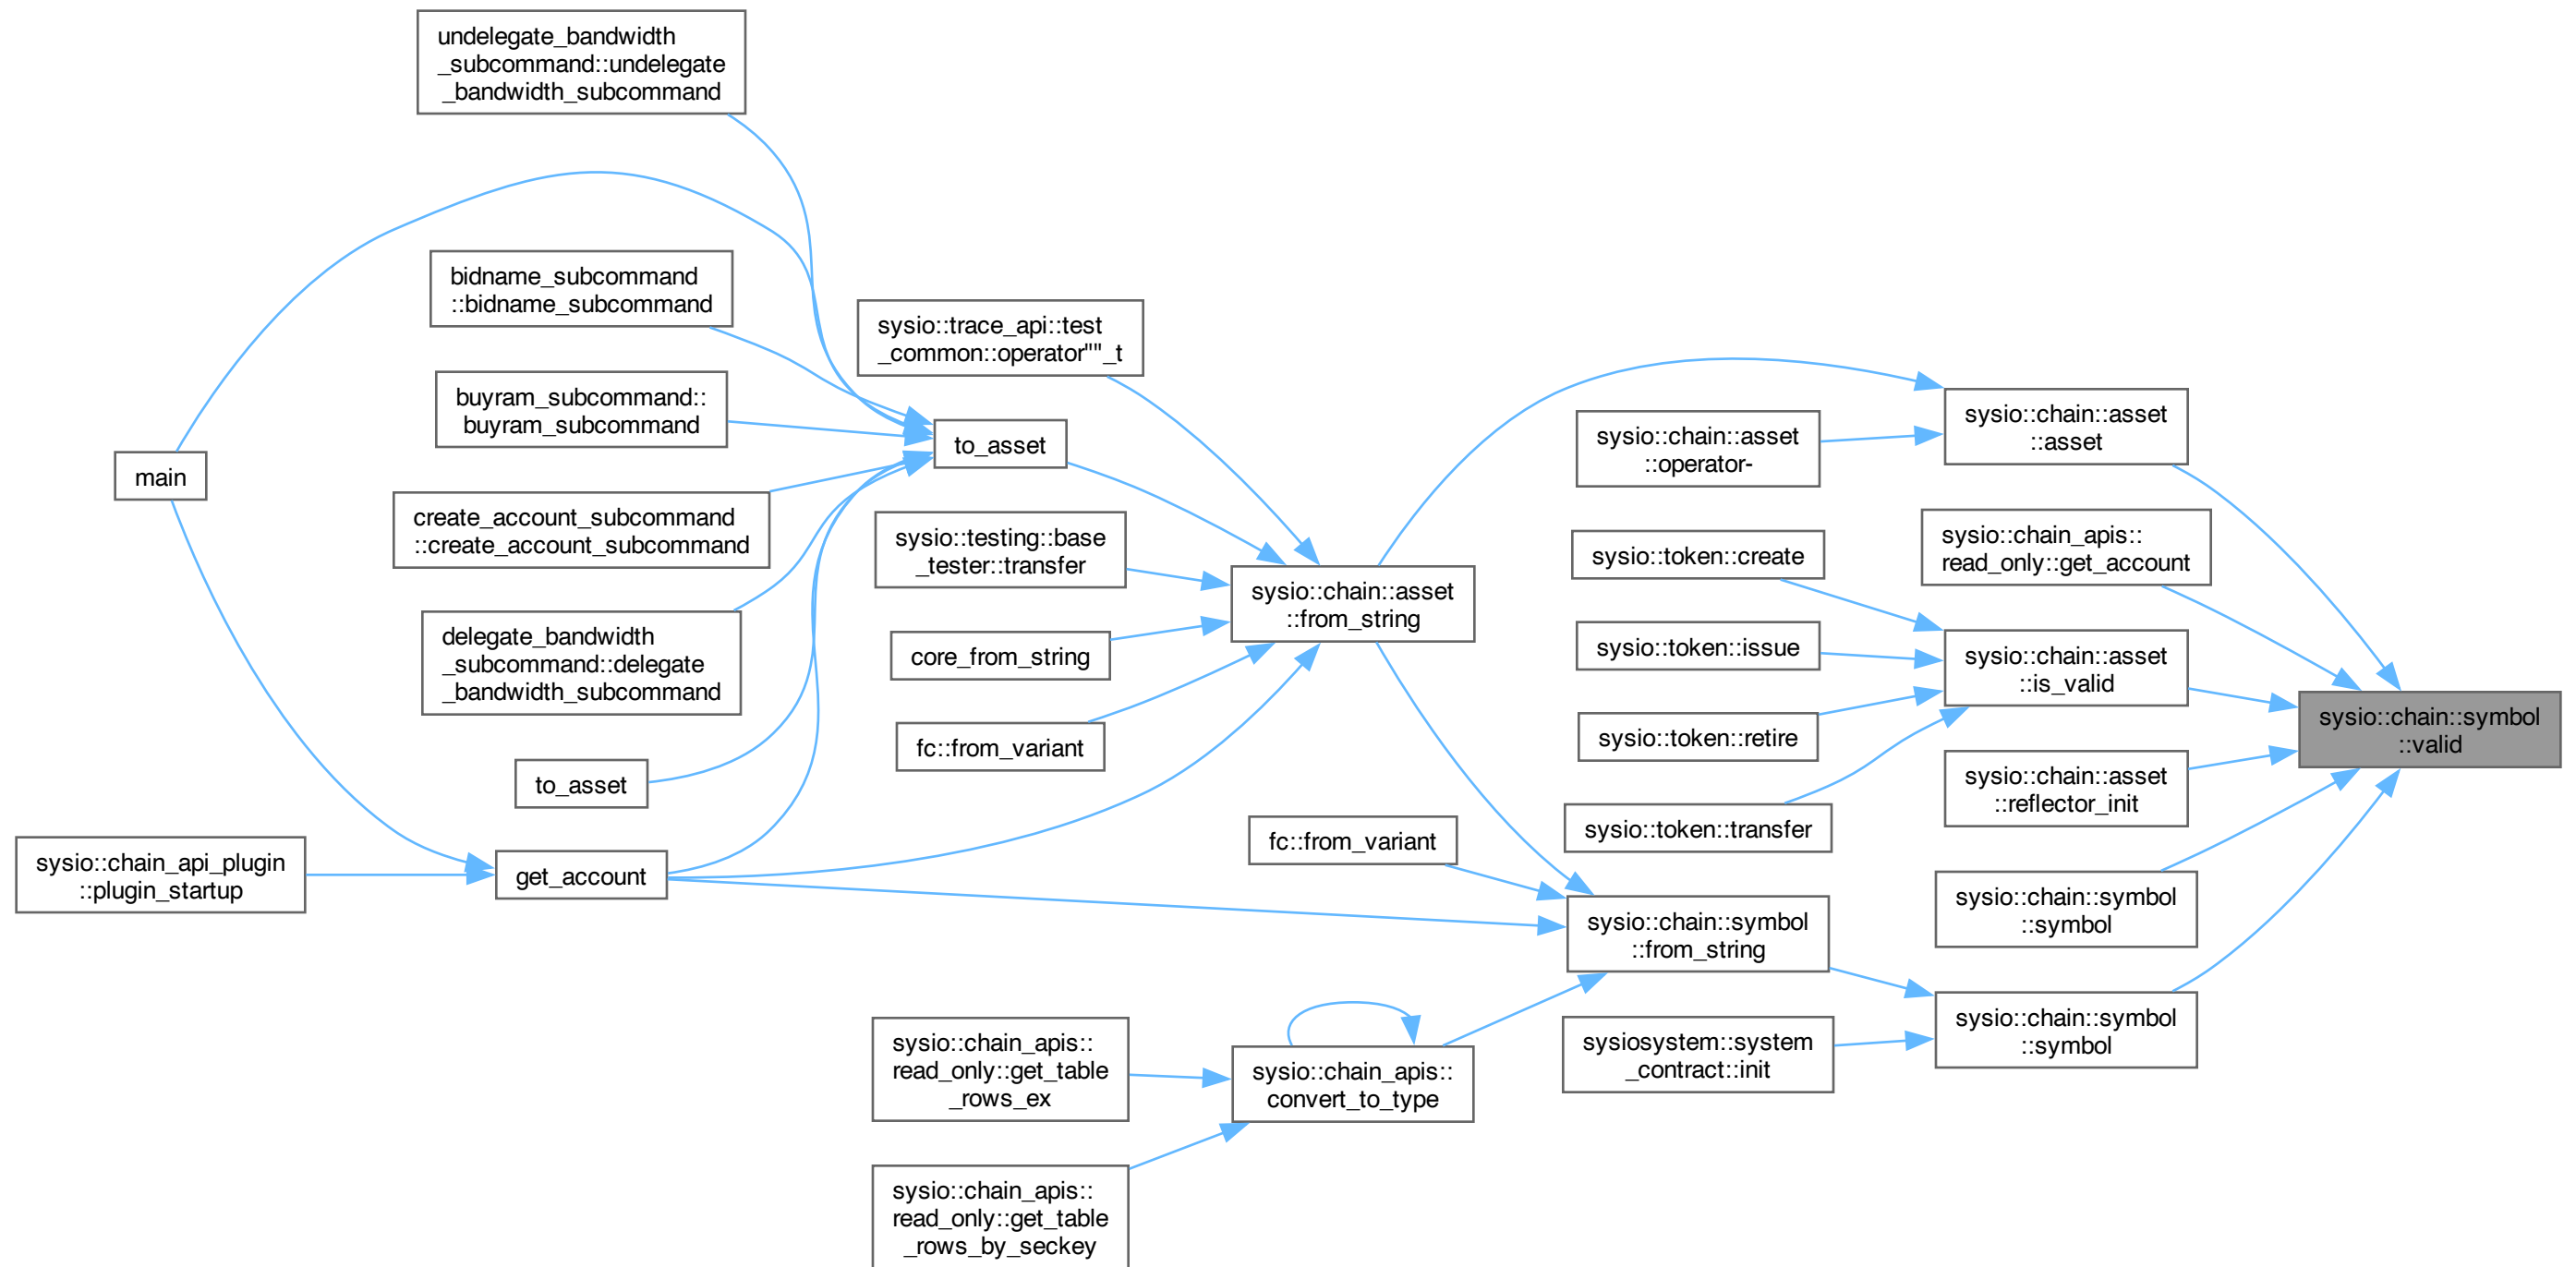 undelegate_bandwidth
_subcommand::undelegate
_bandwidth_subcommand
bidname_subcommand
::bidname_subcommand
buyram_subcommand::
buyram_subcommand
main
create_account_subcommand
::create_account_subcommand
delegate_bandwidth
_subcommand::delegate
_bandwidth_subcommand
to_asset
sysio::chain_api_plugin
::plugin_startup
get_account
sysio::trace_api::test
_common::operator""_t
to_asset
sysio::testing::base
_tester::transfer
core_from_string
fc::from_variant
sysio::chain_apis::
read_only::get_table
_rows_ex
sysio::chain_apis::
read_only::get_table
_rows_by_seckey
sysio::chain::asset
::from_string
fc::from_variant
sysio::chain_apis::
convert_to_type
sysio::chain::asset
::operator-
sysio::token::create
sysio::token::issue
sysio::token::retire
sysio::token::transfer
sysio::chain::symbol
::from_string
sysiosystem::system
_contract::init
sysio::chain::asset
::asset
sysio::chain_apis::
read_only::get_account
sysio::chain::asset
::is_valid
sysio::chain::asset
::reflector_init
sysio::chain::symbol
::symbol
sysio::chain::symbol
::symbol
sysio::chain::symbol
::valid